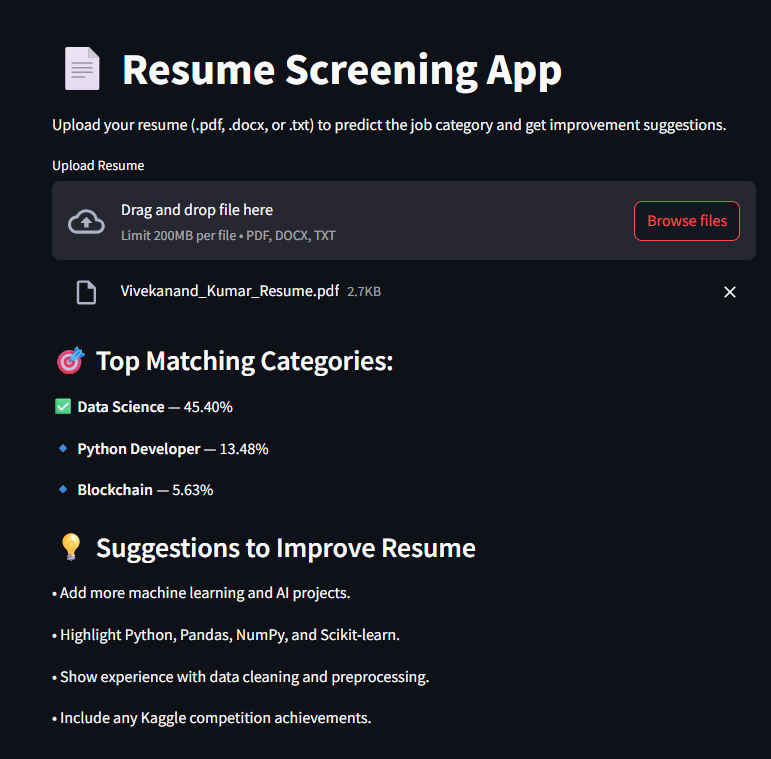 Resume Screening App
Upload your resume (.pdf, .docx, or .txt) to predict the job category and get improvement suggestions.
Upload Resume
Drag and drop file here
Limit 200MB per file • PDF, DOCX, TXT
Browse files
Vivekanand_Kumar_Resume.pdf 2.7KB
Top Matching Categories:
Data Science — 45.40%
Python Developer — 13.48%
Blockchain — 5.63%
Suggestions to Improve Resume
• Add more machine learning and AI projects.
• Highlight Python, Pandas, NumPy, and Scikit-learn.
• Show experience with data cleaning and preprocessing.
• Include any Kaggle competition achievements.